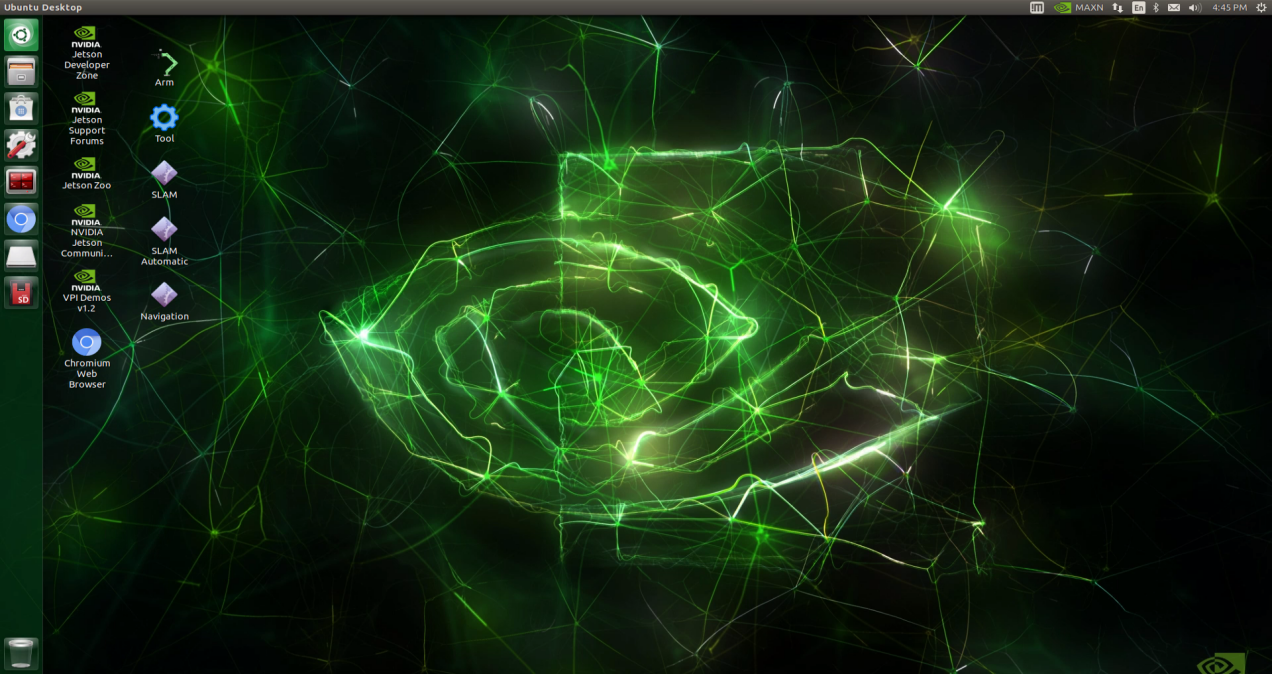 Ubuntu Desktop
MAXN
En
4:45 PM
NVIDIA
Jetson
Developer
Zone
NVIDIA
Jetson
Support
Forums
NVIDIA
Jetson Zoo
NVIDIA
NVIDIA
Jetson
Communi...
NVIDIA
VPI Demos
v1.2
Chromium
Web
Browser
Arm
Tool
SLAM
SLAM
Automatic
Navigation
SD